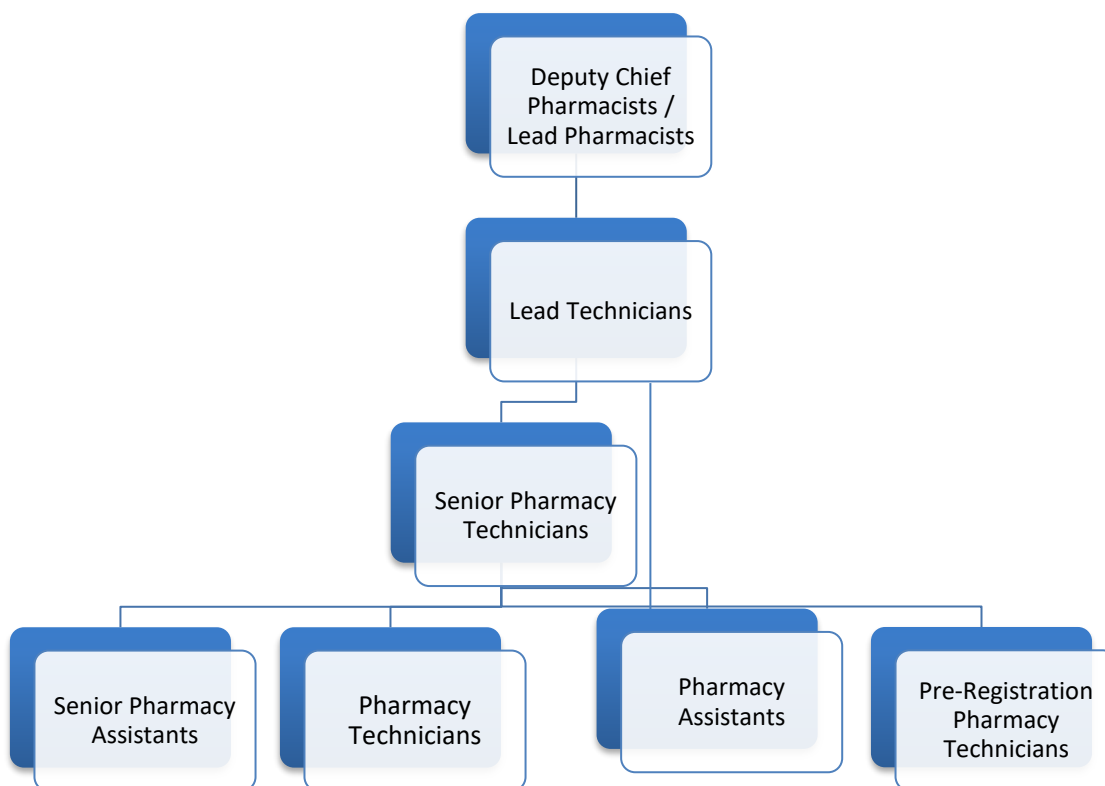 Deputy Chief
Pharmacists /
Lead Pharmacists
Lead Technicians
Senior Pharmacy
Technicians
Senior Pharmacy
Assistants
Pharmacy
Technicians
Pharmacy
Assistants
Pre-Registration
Pharmacy
Technicians